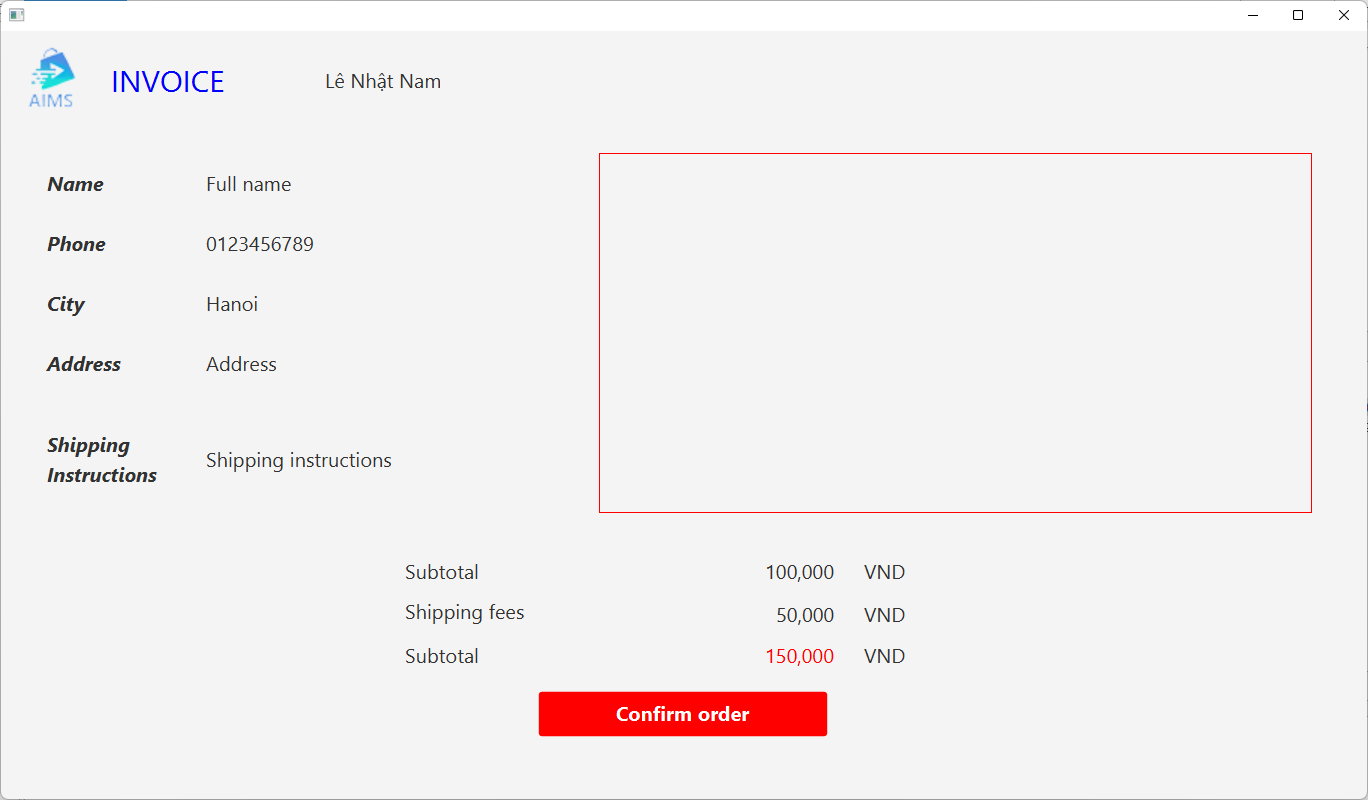 AIMS
INVOICE
Lê Nhật Nam
Name Full name
Phone 0123456789
City Hanoi
Address Address
Shipping
Instructions
Shipping instructions
Subtotal 100,000 VND
Shipping fees 50,000 VND
Subtotal 150,000 VND
Confirm order